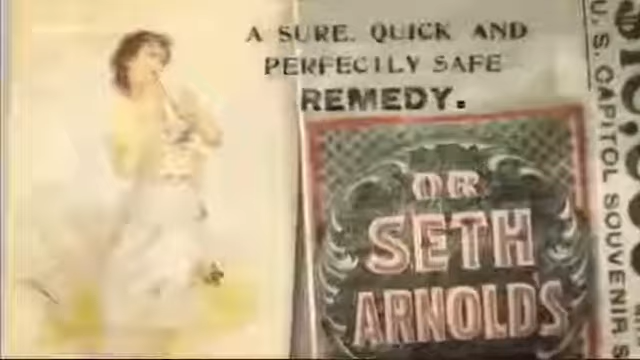 A SURE, QUICK AND
PERFECTLY SAFE
REMEDY.
DR
SETH
ARNOLD'S
U.S. CAPITOL SOUVENIR